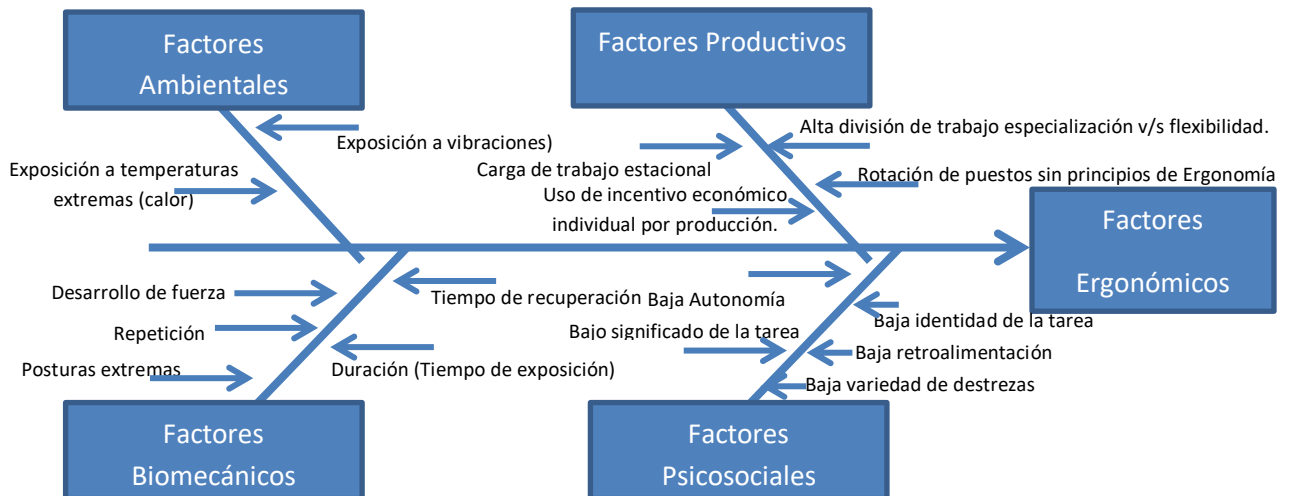 Factores
Ambientales
Factores Productivos
Exposición a vibraciones)
Alta división de trabajo especialización v/s flexibilidad.
Exposición a temperaturas
extremas (calor)
Carga de trabajo estacional
Rotación de puestos sin principios de Ergonomía
Uso de incentivo económico
individual por producción.
Factores
Ergonómicos
Desarrollo de fuerza
Tiempo de recuperación
Baja Autonomía
Repetición
Bajo significado de la tarea
Baja identidad de la tarea
Posturas extremas
Duración (Tiempo de exposición)
Baja retroalimentación
Baja variedad de destrezas
Factores
Biomecánicos
Factores
Psicosociales